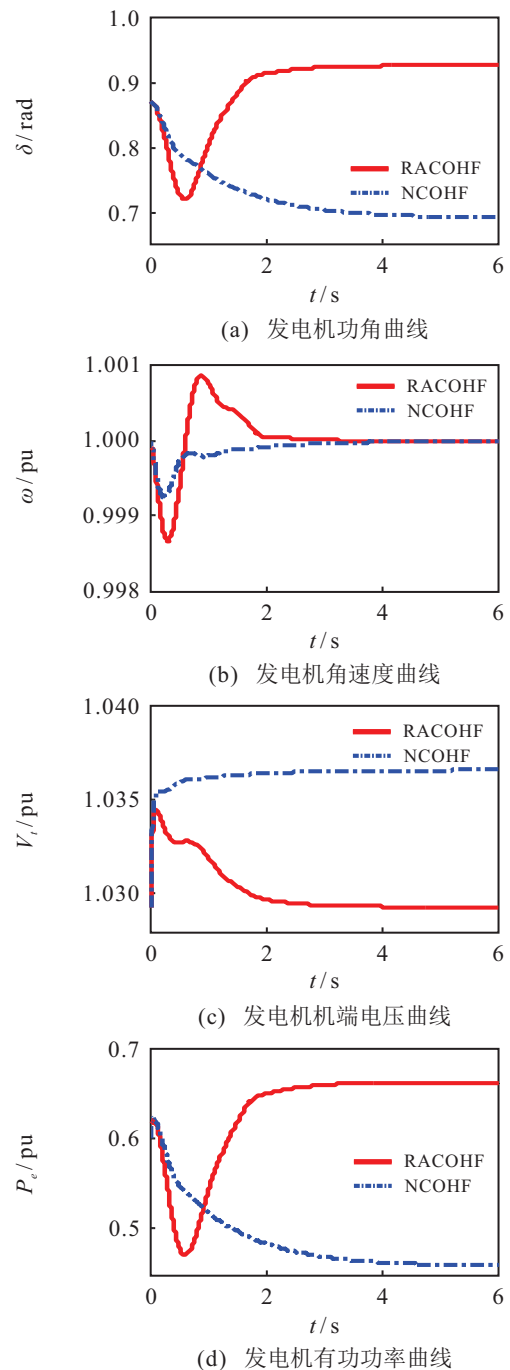 δ/rad
0.9
0.8
0.7
RACOHF
NCOHF
0 2 4 6
t/s
(a) 发电机功角曲线
ω/pu
1.001
1.000
0.999
0.998
RACOHF
NCOHF
0 2 4 6
t/s
(b) 发电机角速度曲线
V_t/pu
1.040
1.035
1.030
RACOHF
NCOHF
0 2 4 6
t/s
(c) 发电机机端电压曲线
P_e/pu
0.7
0.6
0.5
RACOHF
NCOHF
0 2 4 6
t/s
(d) 发电机有功功率曲线